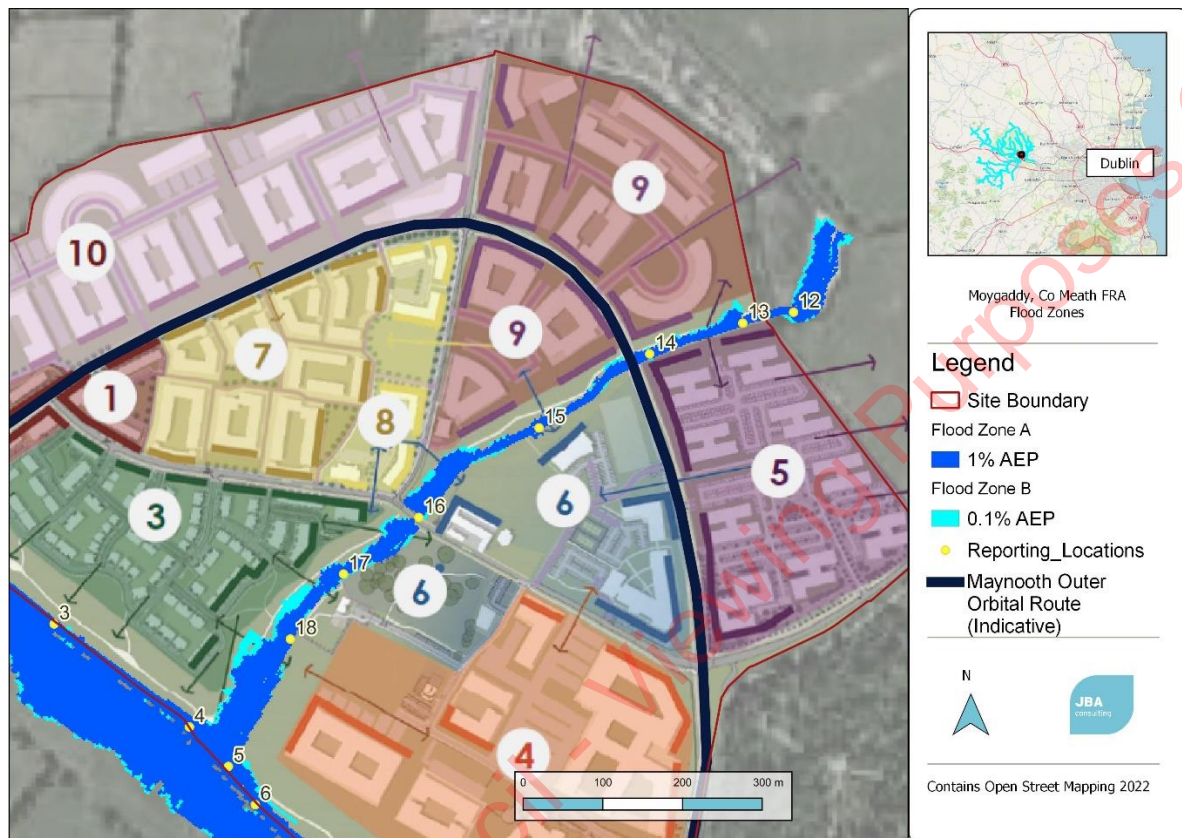 10
9
9
7
1
8
3
6
6
5
4
12
13
14
15
16
17
18
3
4
5
6
0 100 200 300 m
Dublin
Moygaddy, Co Meath FRA
Flood Zones
Legend
Site Boundary
Flood Zone A
1% AEP
Flood Zone B
0.1% AEP
Reporting_Locations
Maynooth Outer
Orbital Route
(Indicative)
N
JBA
consulting
Contains Open Street Mapping 2022
Viewing Purposes